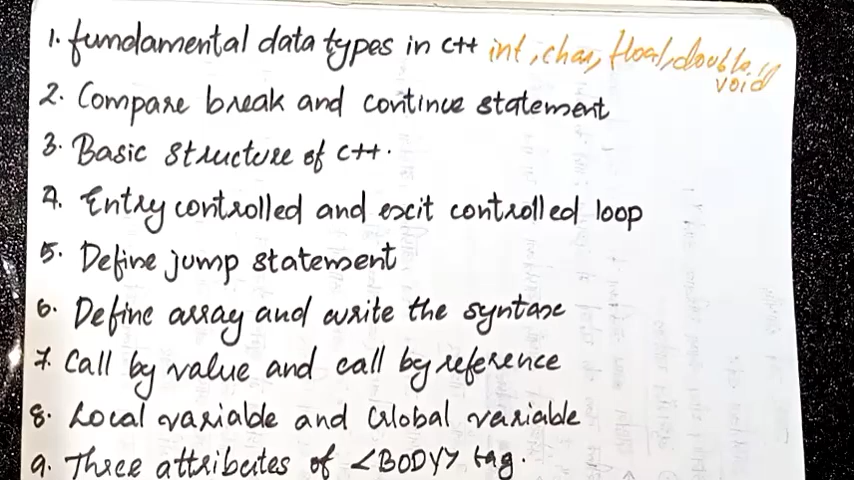 1. fundamental data types in C++ int, char, float, double,
void
2. Compare break and continue statement
3. Basic structure of C++.
4. Entry controlled and exit controlled loop
5. Define jump statement
6. Define array and write the syntax
7. Call by value and call by reference
8. Local variable and Global variable
9. Three attributes of <BODY> tag.